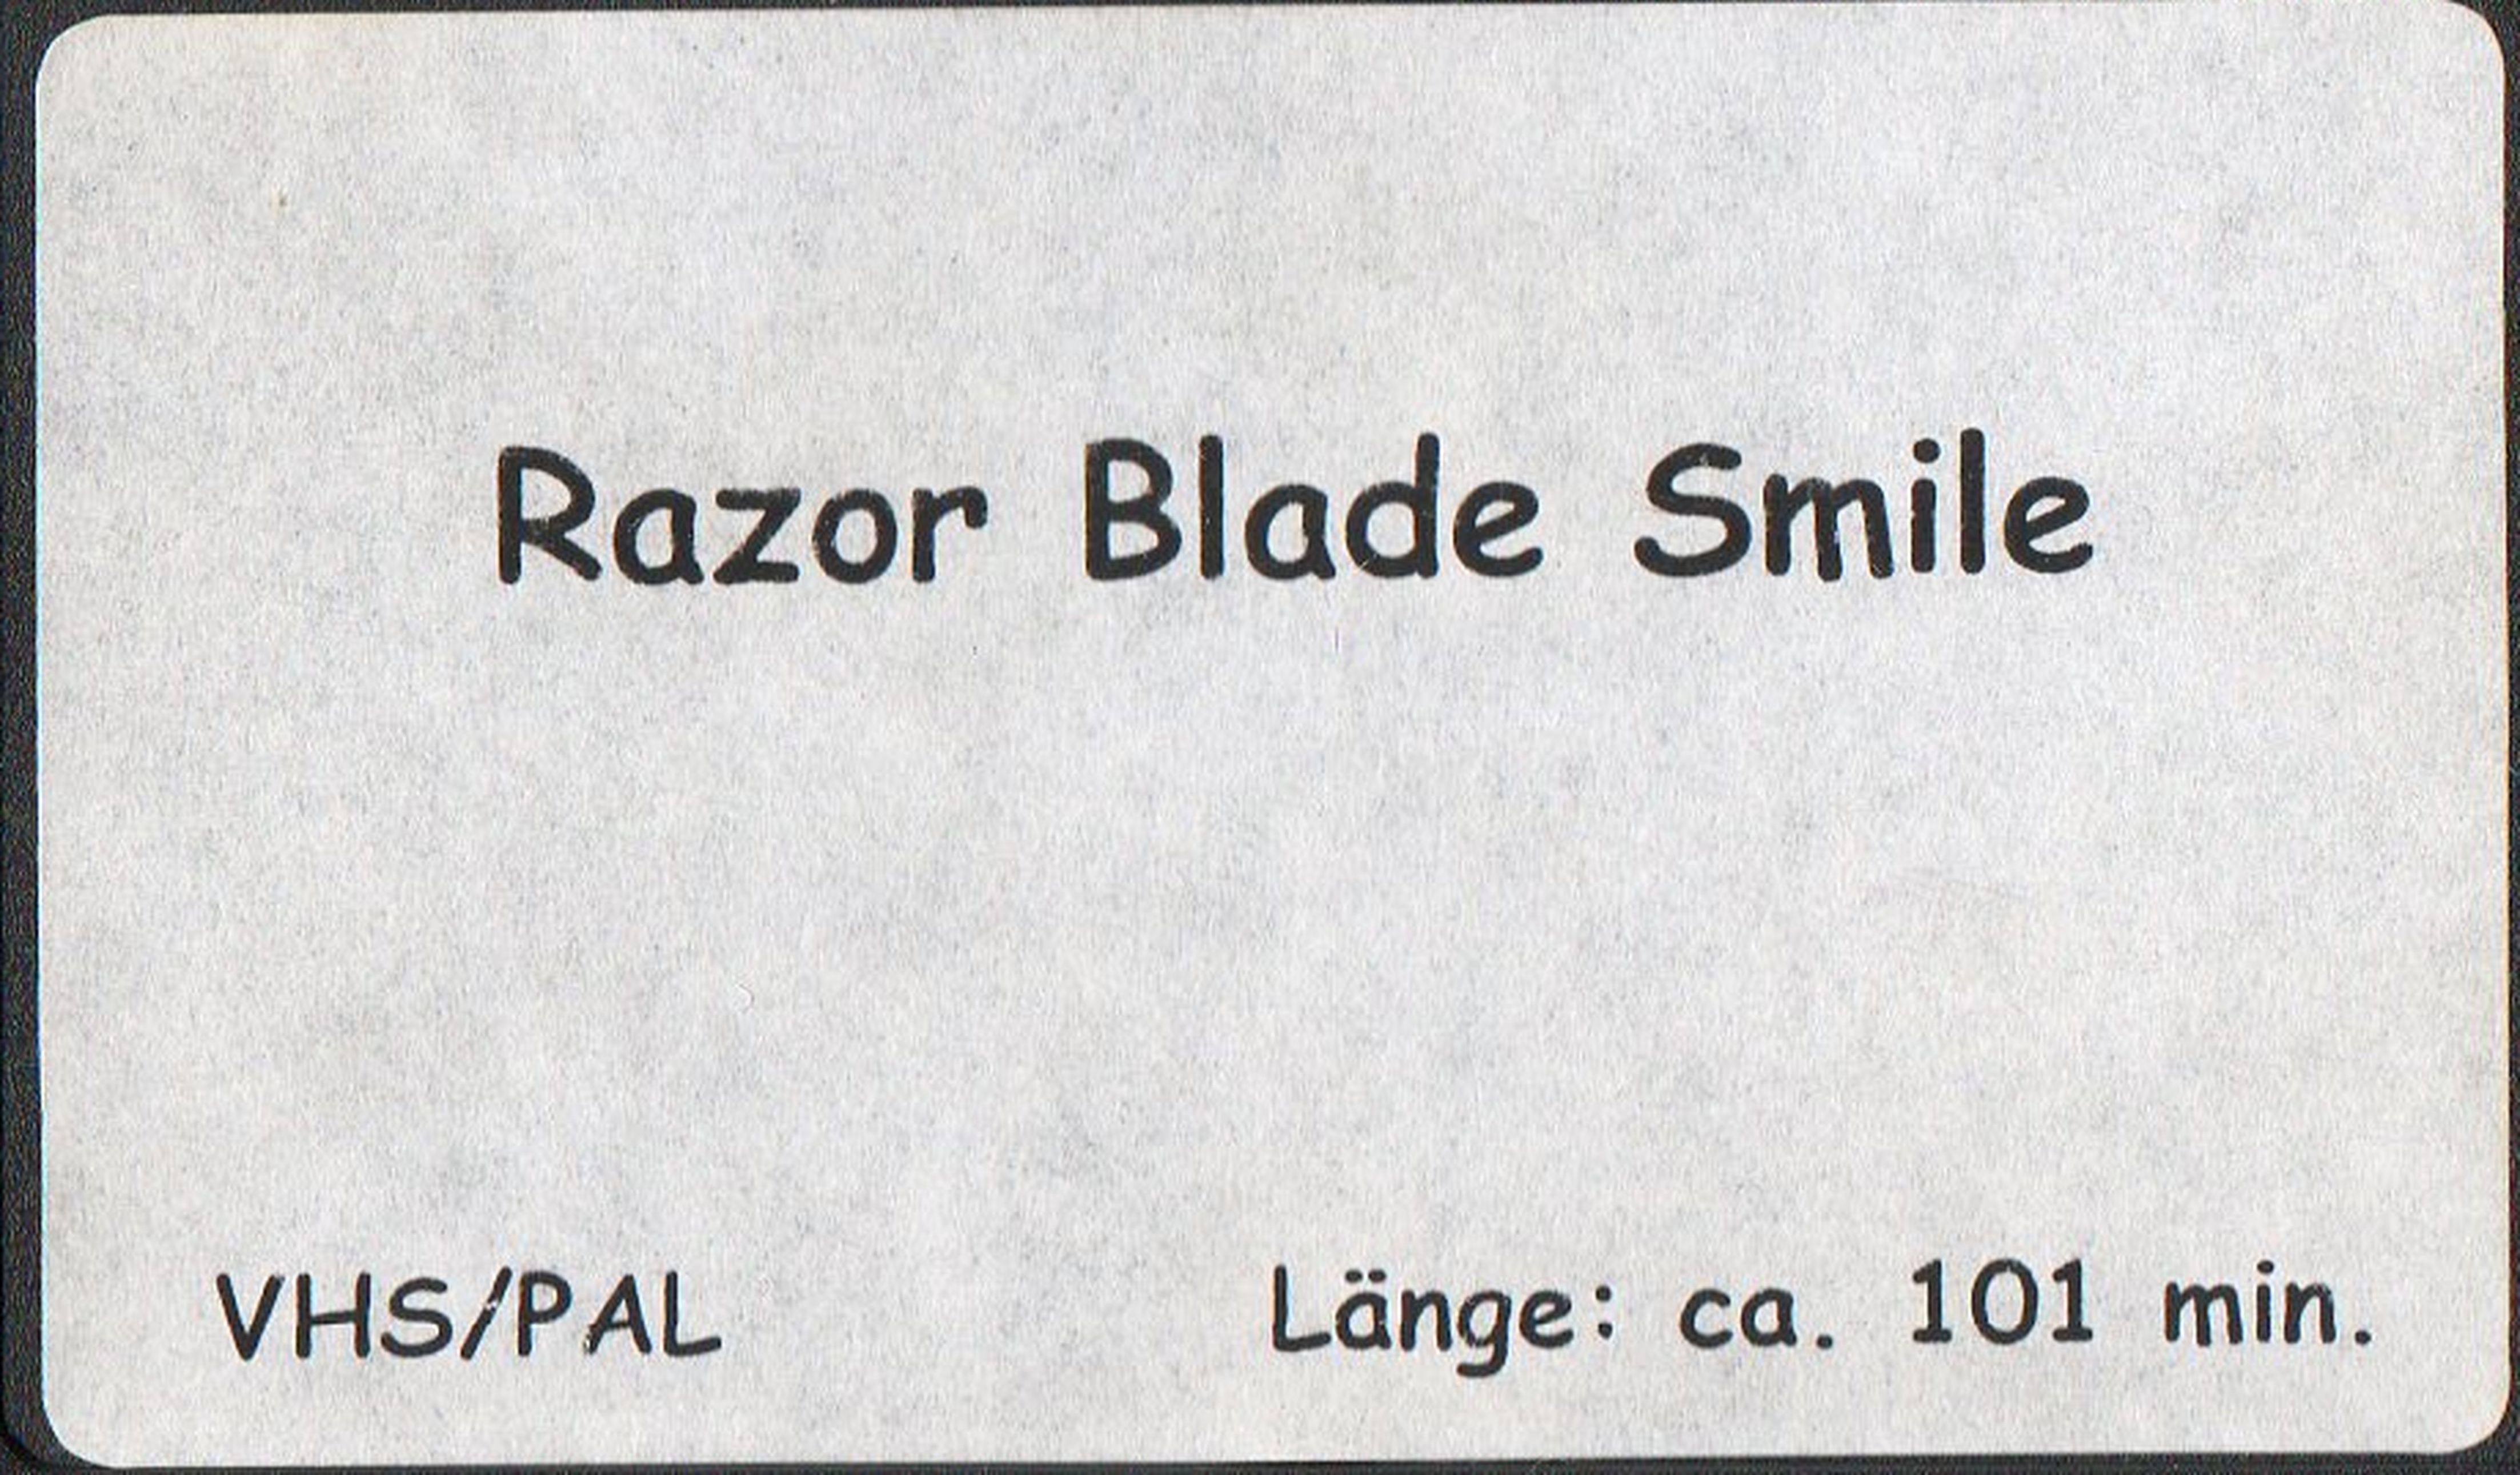 Razor Blade Smile
VHS/PAL Länge: ca. 101 min.